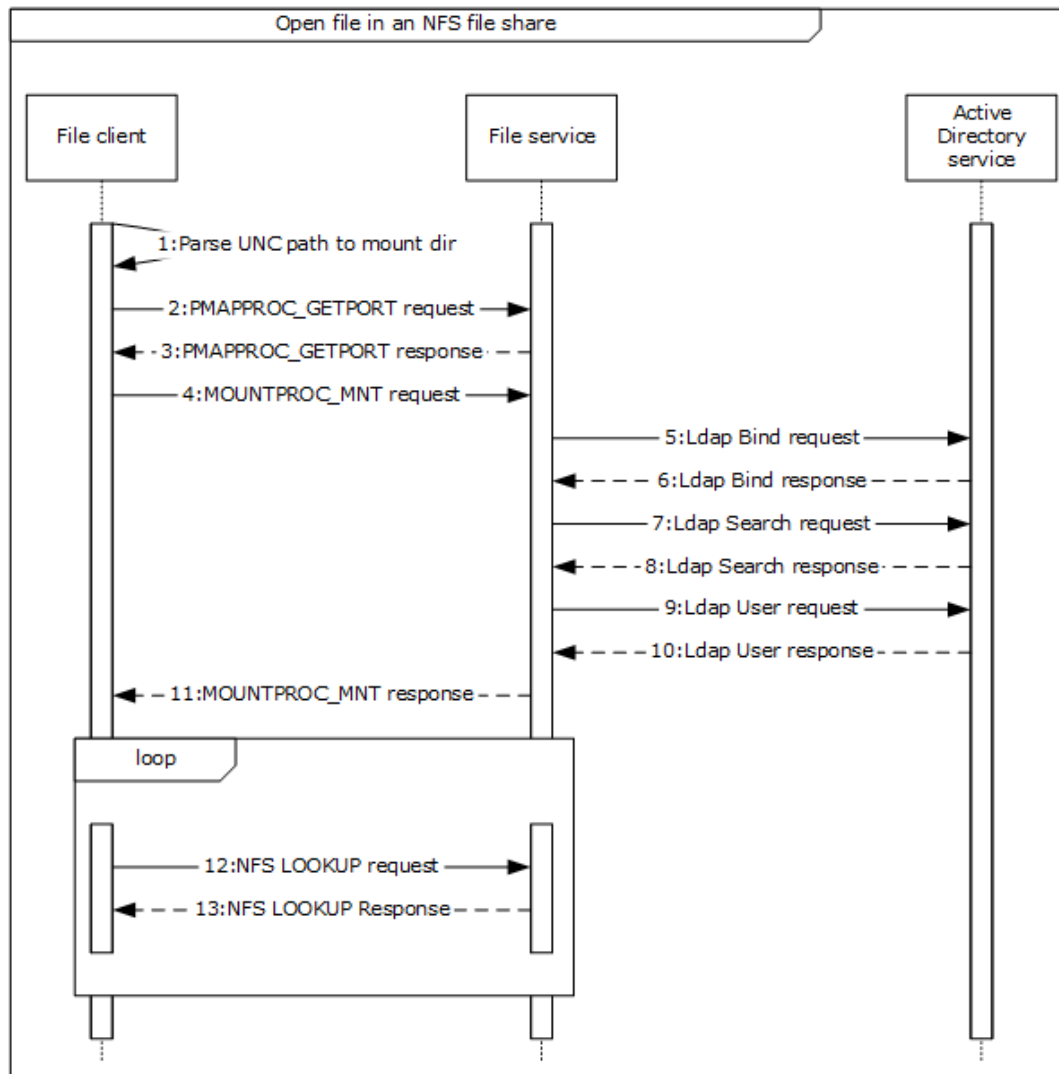 Open file in an NFS file share
File client
File service
Active
Directory
service
1:Parse UNC path to mount dir
2:PMAPPROC_GETPORT request
3:PMAPPROC_GETPORT response
4:MOUNTPROC_MNT request
5:Ldap Bind request
6:Ldap Bind response
7:Ldap Search request
8:Ldap Search response
9:Ldap User request
10:Ldap User response
11:MOUNTPROC_MNT response
loop
12:NFS LOOKUP request
13:NFS LOOKUP Response